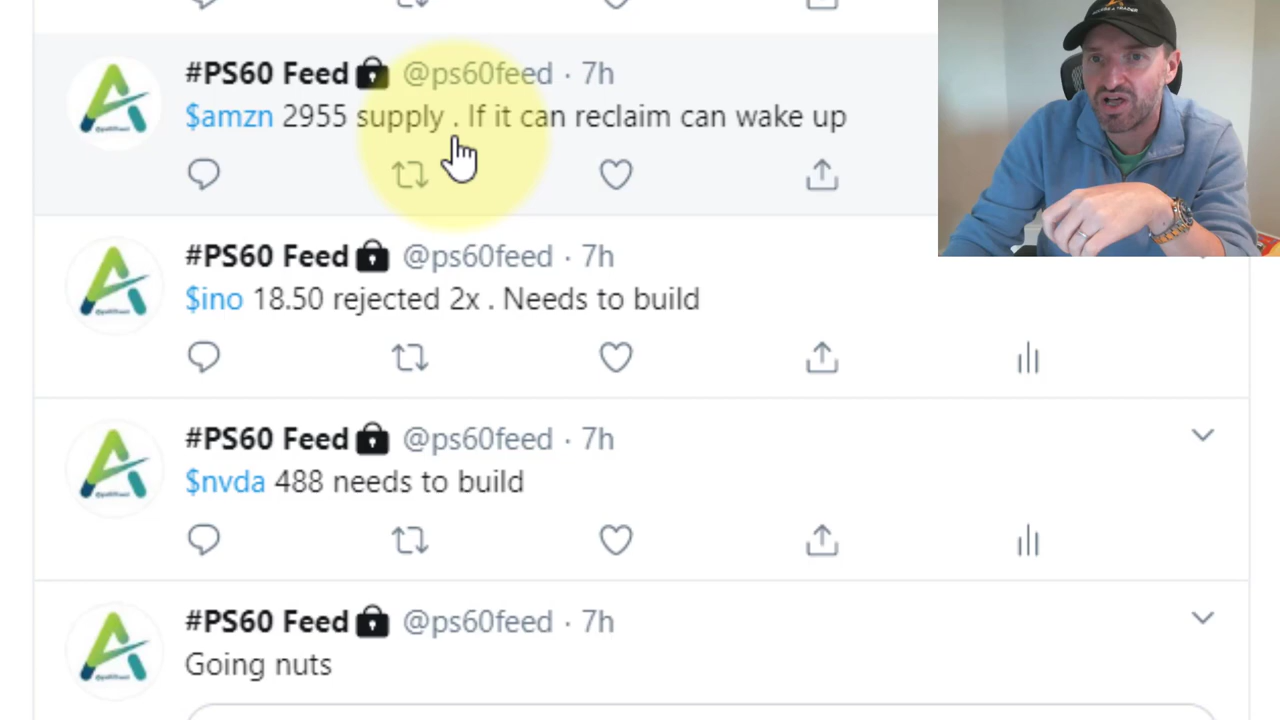 #PS60 Feed @ps60feed · 7h
$amzn 2955 supply . If it can reclaim can wake up
#PS60 Feed @ps60feed · 7h
$ino 18.50 rejected 2x . Needs to build
#PS60 Feed @ps60feed · 7h
$nvda 488 needs to build
#PS60 Feed @ps60feed · 7h
Going nuts